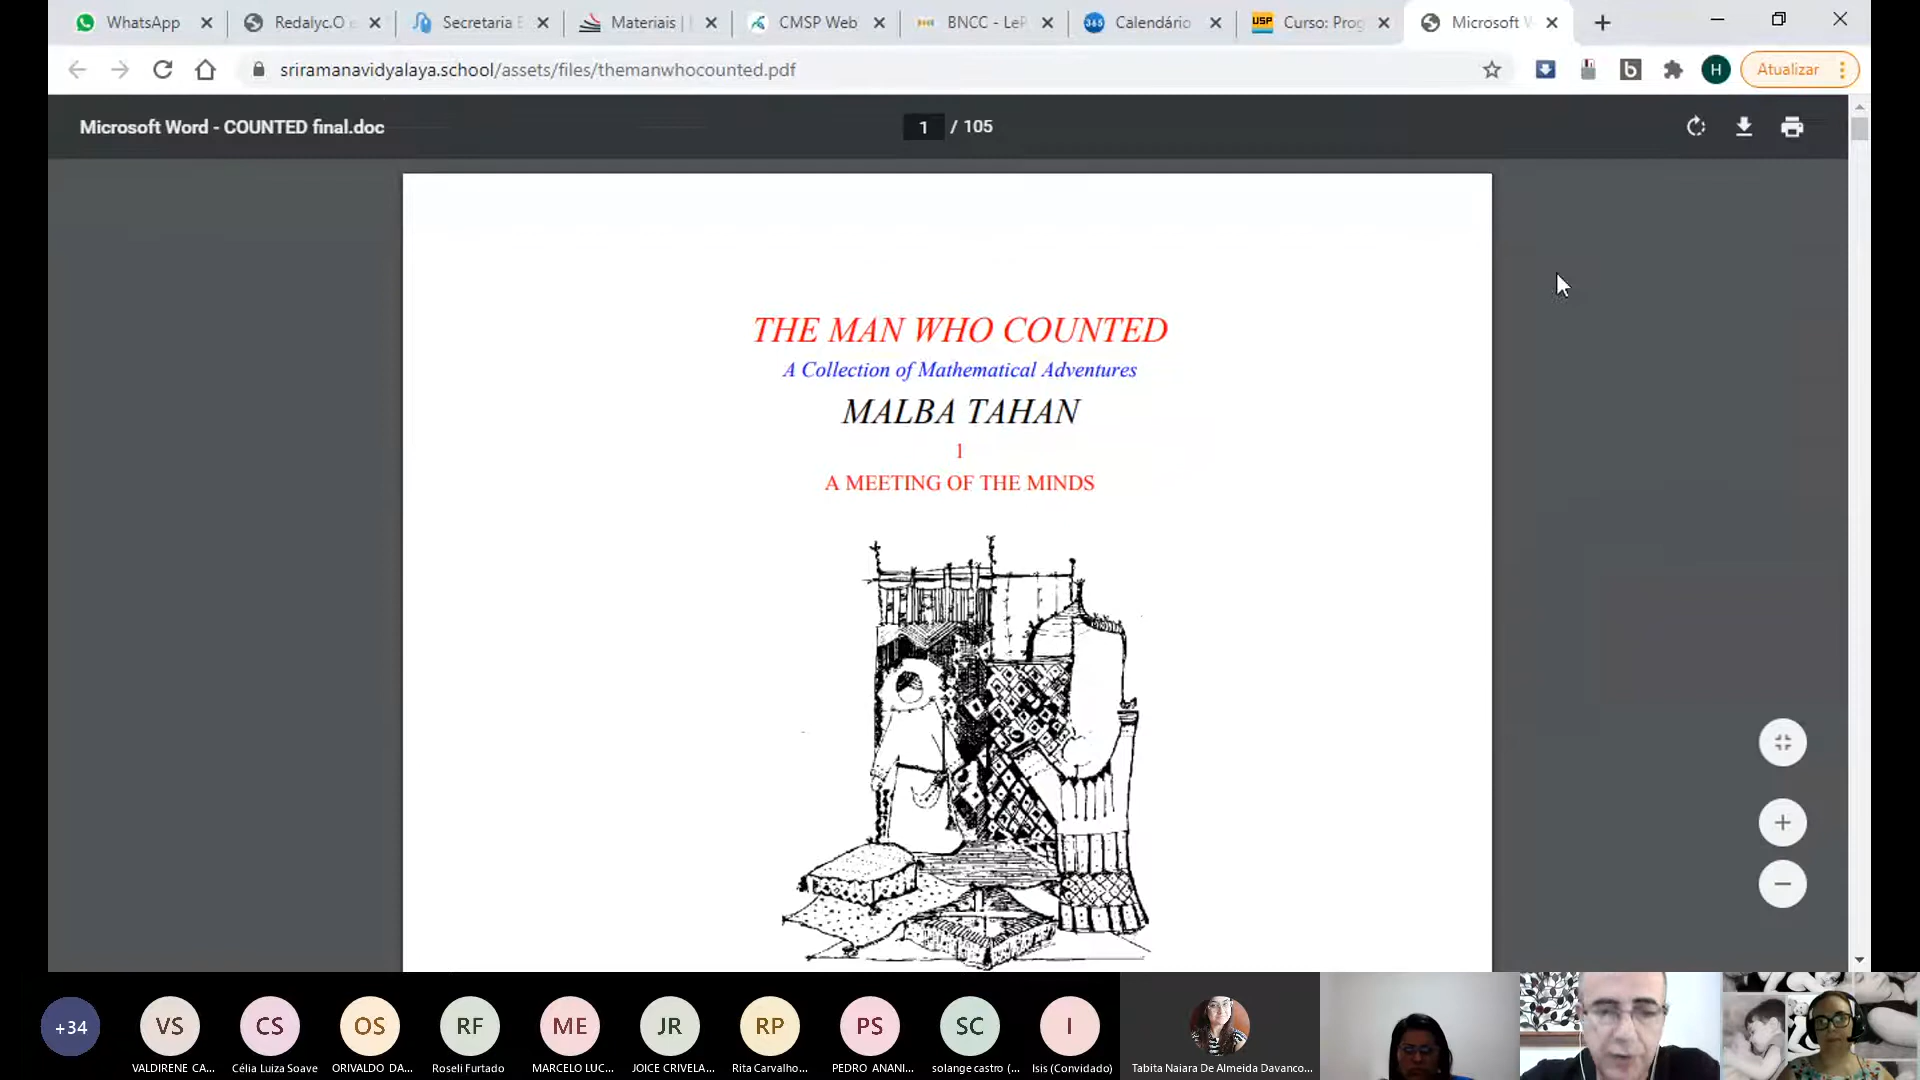 WhatsApp
Redalyc.O e
Secretaria E
Materiais |
CMSP Web
BNCC - LeP
365
Calendário
USP
Curso: Prog
Microsoft W
sriramanavidyalaya.school/assets/files/themanwhocounted.pdf
b
H
Atualizar
Microsoft Word - COUNTED final.doc
1 / 105
THE MAN WHO COUNTED
A Collection of Mathematical Adventures
MALBA TAHAN
1
A MEETING OF THE MINDS
+34
VS
CS
OS
RF
ME
JR
RP
PS
SC
I
VALDIRENE CA...
Célia Luiza Soave
ORIVALDO DA...
Roseli Furtado
MARCELO LUC...
JOICE CRIVELA...
Rita Carvalho...
PEDRO ANANI...
solange castro (...
Isis (Convidado)
Tabita Naiara De Almeida Davanco...